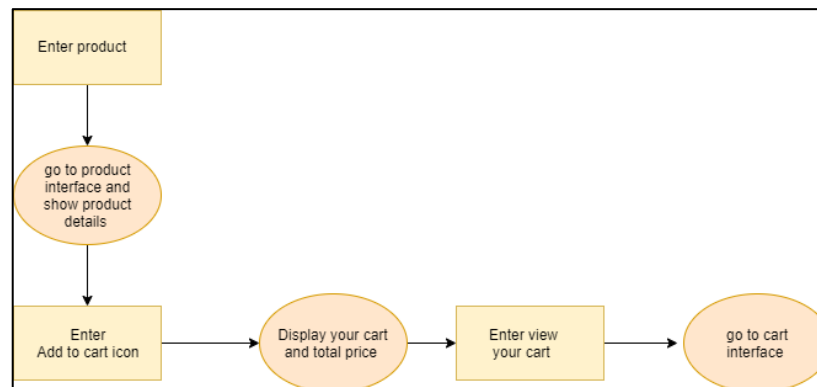 Enter product
go to product
interface and
show product
details
Enter
Add to cart icon
Display your cart
and total price
Enter view
your cart
go to cart
interface